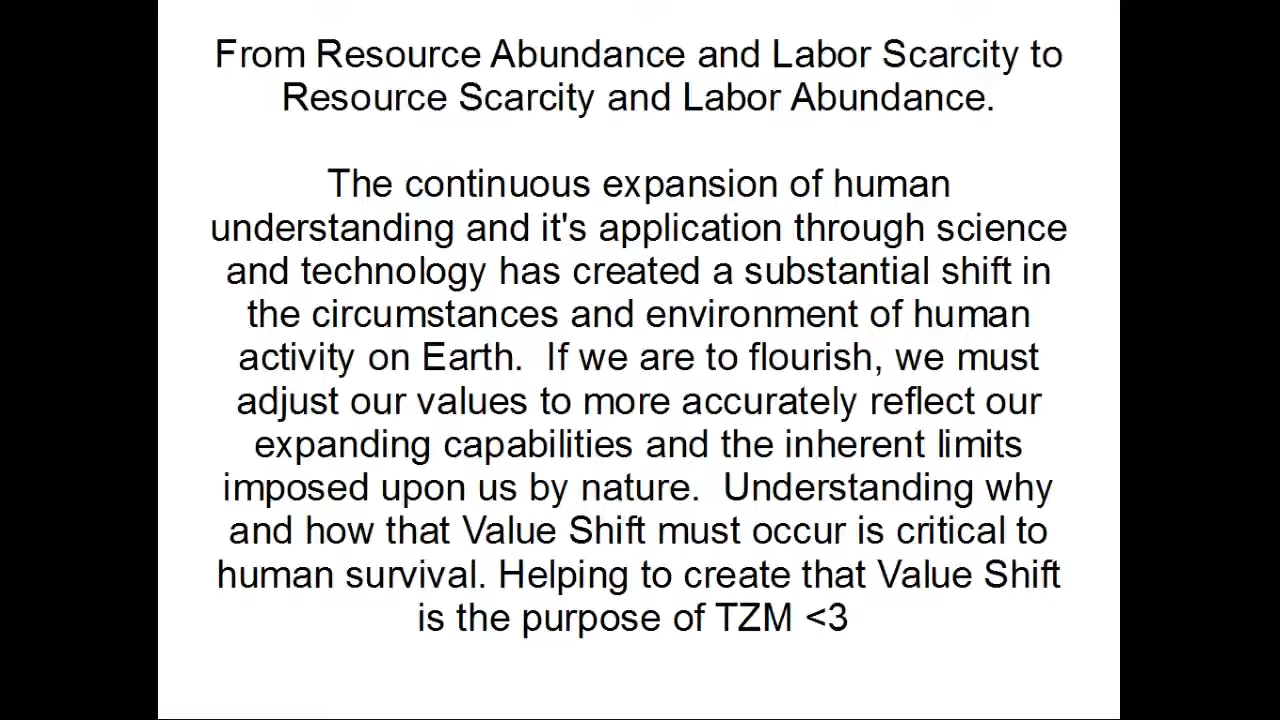 From Resource Abundance and Labor Scarcity to
Resource Scarcity and Labor Abundance.
The continuous expansion of human
understanding and it's application through science
and technology has created a substantial shift in
the circumstances and environment of human
activity on Earth.  If we are to flourish, we must
adjust our values to more accurately reflect our
expanding capabilities and the inherent limits
imposed upon us by nature.  Understanding why
and how that Value Shift must occur is critical to
human survival. Helping to create that Value Shift
is the purpose of TZM <3